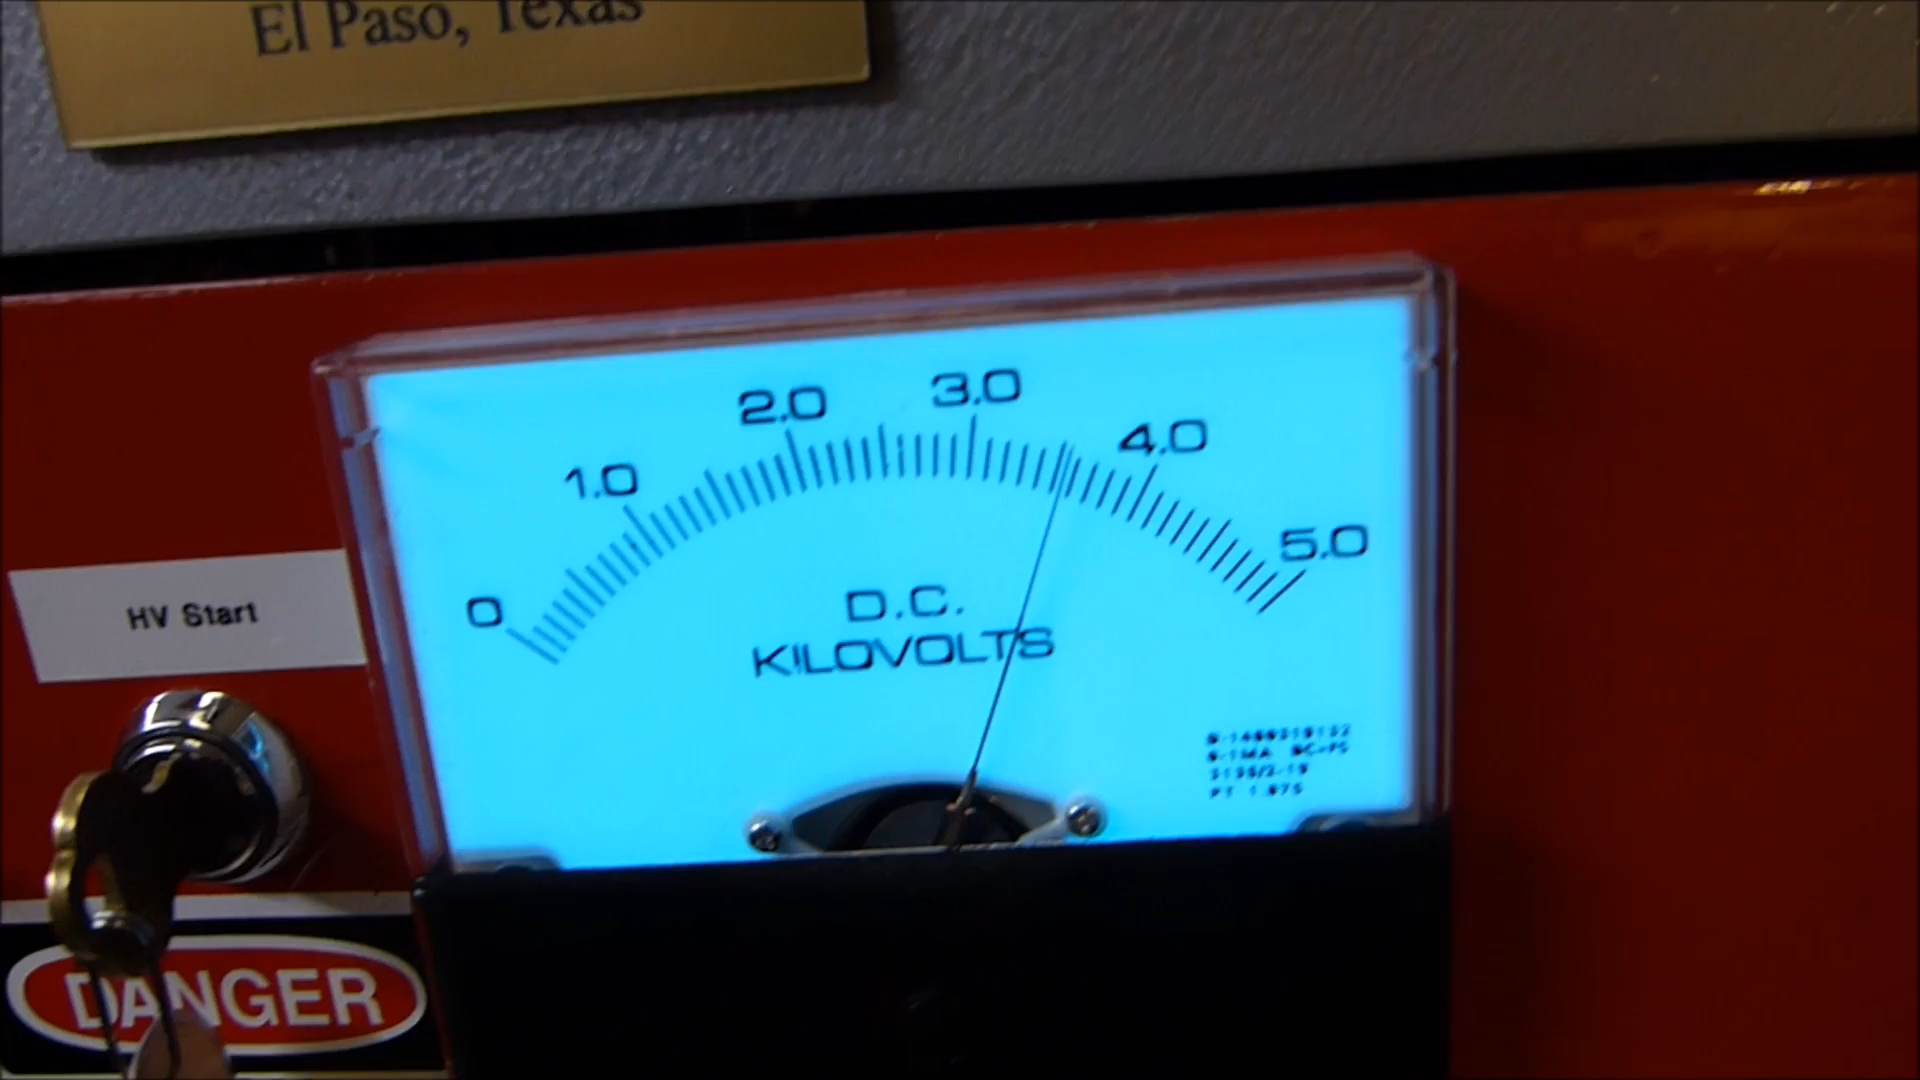 El Paso, Texas
0 1.0 2.0 3.0 4.0 5.0
D.C.
KILOVOLTS
HV Start
DANGER